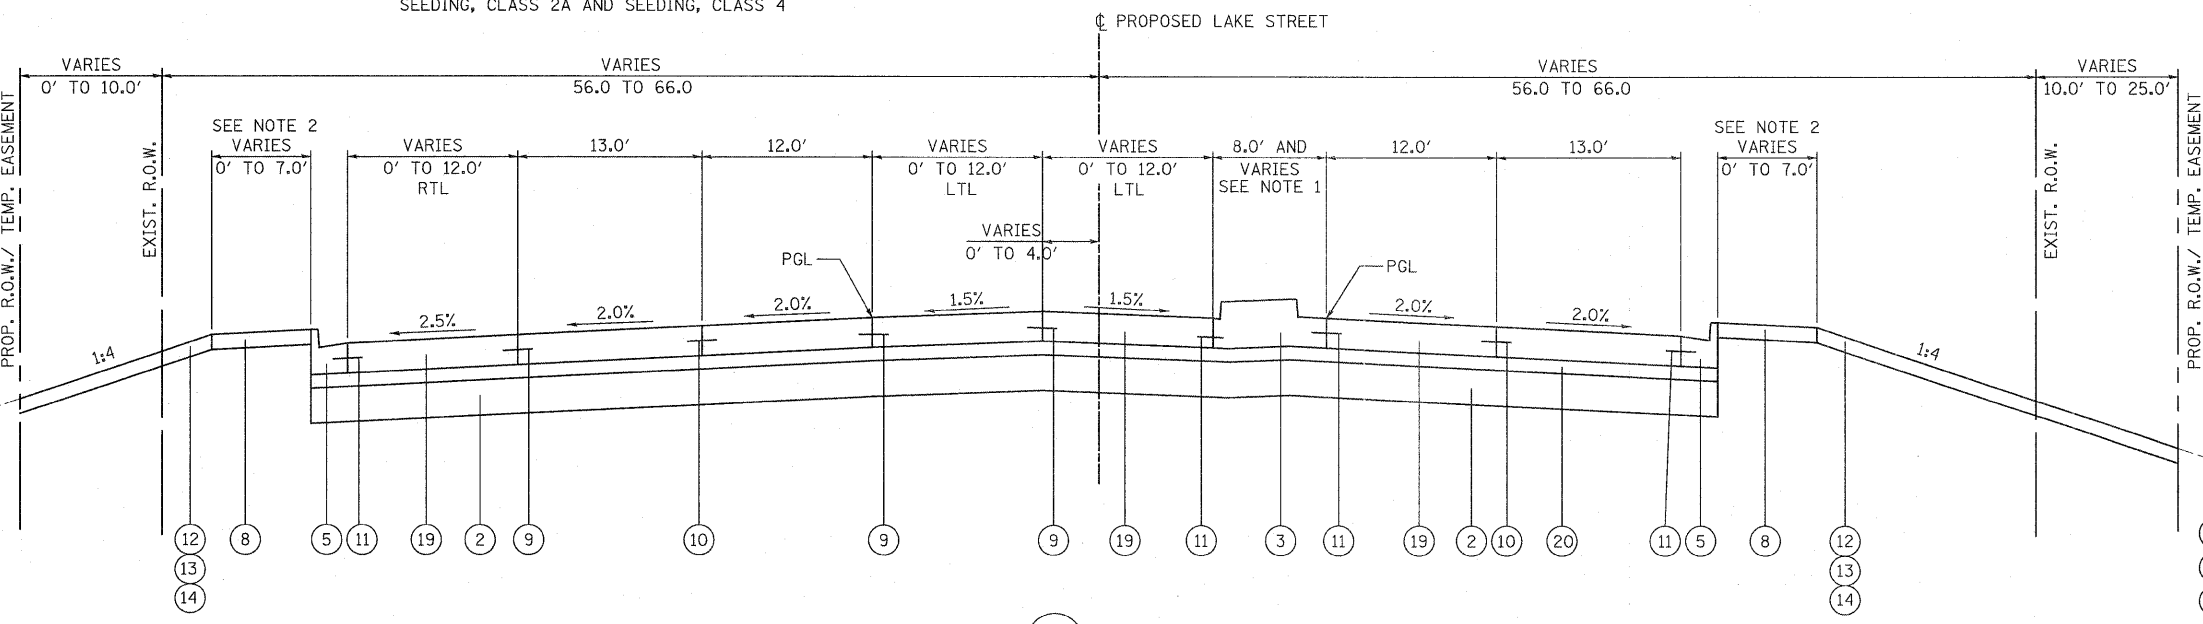 SEEDING, CLASS 2A AND SEEDING, CLASS 4
℄ PROPOSED LAKE STREET
VARIES
0' TO 10.0'
VARIES
56.0 TO 66.0
VARIES
56.0 TO 66.0
VARIES
10.0' TO 25.0'
PROP. R.O.W./ TEMP. EASEMENT
EXIST. R.O.W.
SEE NOTE 2
VARIES
0' TO 7.0'
VARIES
0' TO 12.0'
RTL
13.0'
12.0'
VARIES
0' TO 12.0'
LTL
VARIES
0' TO 12.0'
LTL
8.0' AND
VARIES
SEE NOTE 1
12.0'
13.0'
SEE NOTE 2
VARIES
0' TO 7.0'
EXIST. R.O.W.
PROP. R.O.W./ TEMP. EASEMENT
VARIES
0' TO 4.0'
PGL
PGL
1:4
2.5%
2.0%
2.0%
1.5%
1.5%
2.0%
2.0%
1:4
12 8 5 11 19 2 9 10 9 9 19 11 3 11 19 2 10 20 11 5 8 12
13 13
14 14